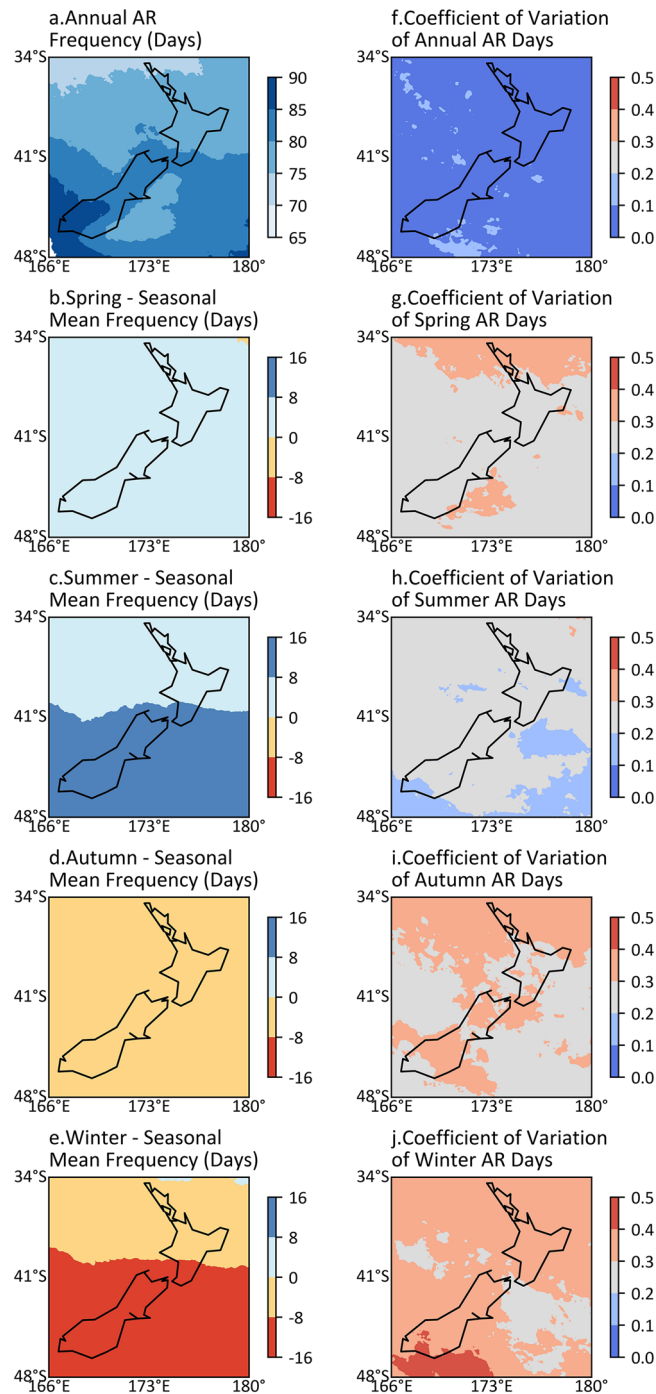 a.Annual AR
Frequency (Days)
34°S
41°S
48°S
166°E
173°E
180°
90
85
80
75
70
65
f.Coefficient of Variation
of Annual AR Days
34°S
41°S
48°S
166°E
173°E
180°
0.5
0.4
0.3
0.2
0.1
0.0
b.Spring - Seasonal
Mean Frequency (Days)
34°S
41°S
48°S
166°E
173°E
180°
16
8
0
-8
-16
g.Coefficient of Variation
of Spring AR Days
34°S
41°S
48°S
166°E
173°E
180°
0.5
0.4
0.3
0.2
0.1
0.0
c.Summer - Seasonal
Mean Frequency (Days)
34°S
41°S
48°S
166°E
173°E
180°
16
8
0
-8
-16
h.Coefficient of Variation
of Summer AR Days
34°S
41°S
48°S
166°E
173°E
180°
0.5
0.4
0.3
0.2
0.1
0.0
d.Autumn - Seasonal
Mean Frequency (Days)
34°S
41°S
48°S
166°E
173°E
180°
16
8
0
-8
-16
i.Coefficient of Variation
of Autumn AR Days
34°S
41°S
48°S
166°E
173°E
180°
0.5
0.4
0.3
0.2
0.1
0.0
e.Winter - Seasonal
Mean Frequency (Days)
34°S
41°S
48°S
166°E
173°E
180°
16
8
0
-8
-16
j.Coefficient of Variation
of Winter AR Days
34°S
41°S
48°S
166°E
173°E
180°
0.5
0.4
0.3
0.2
0.1
0.0